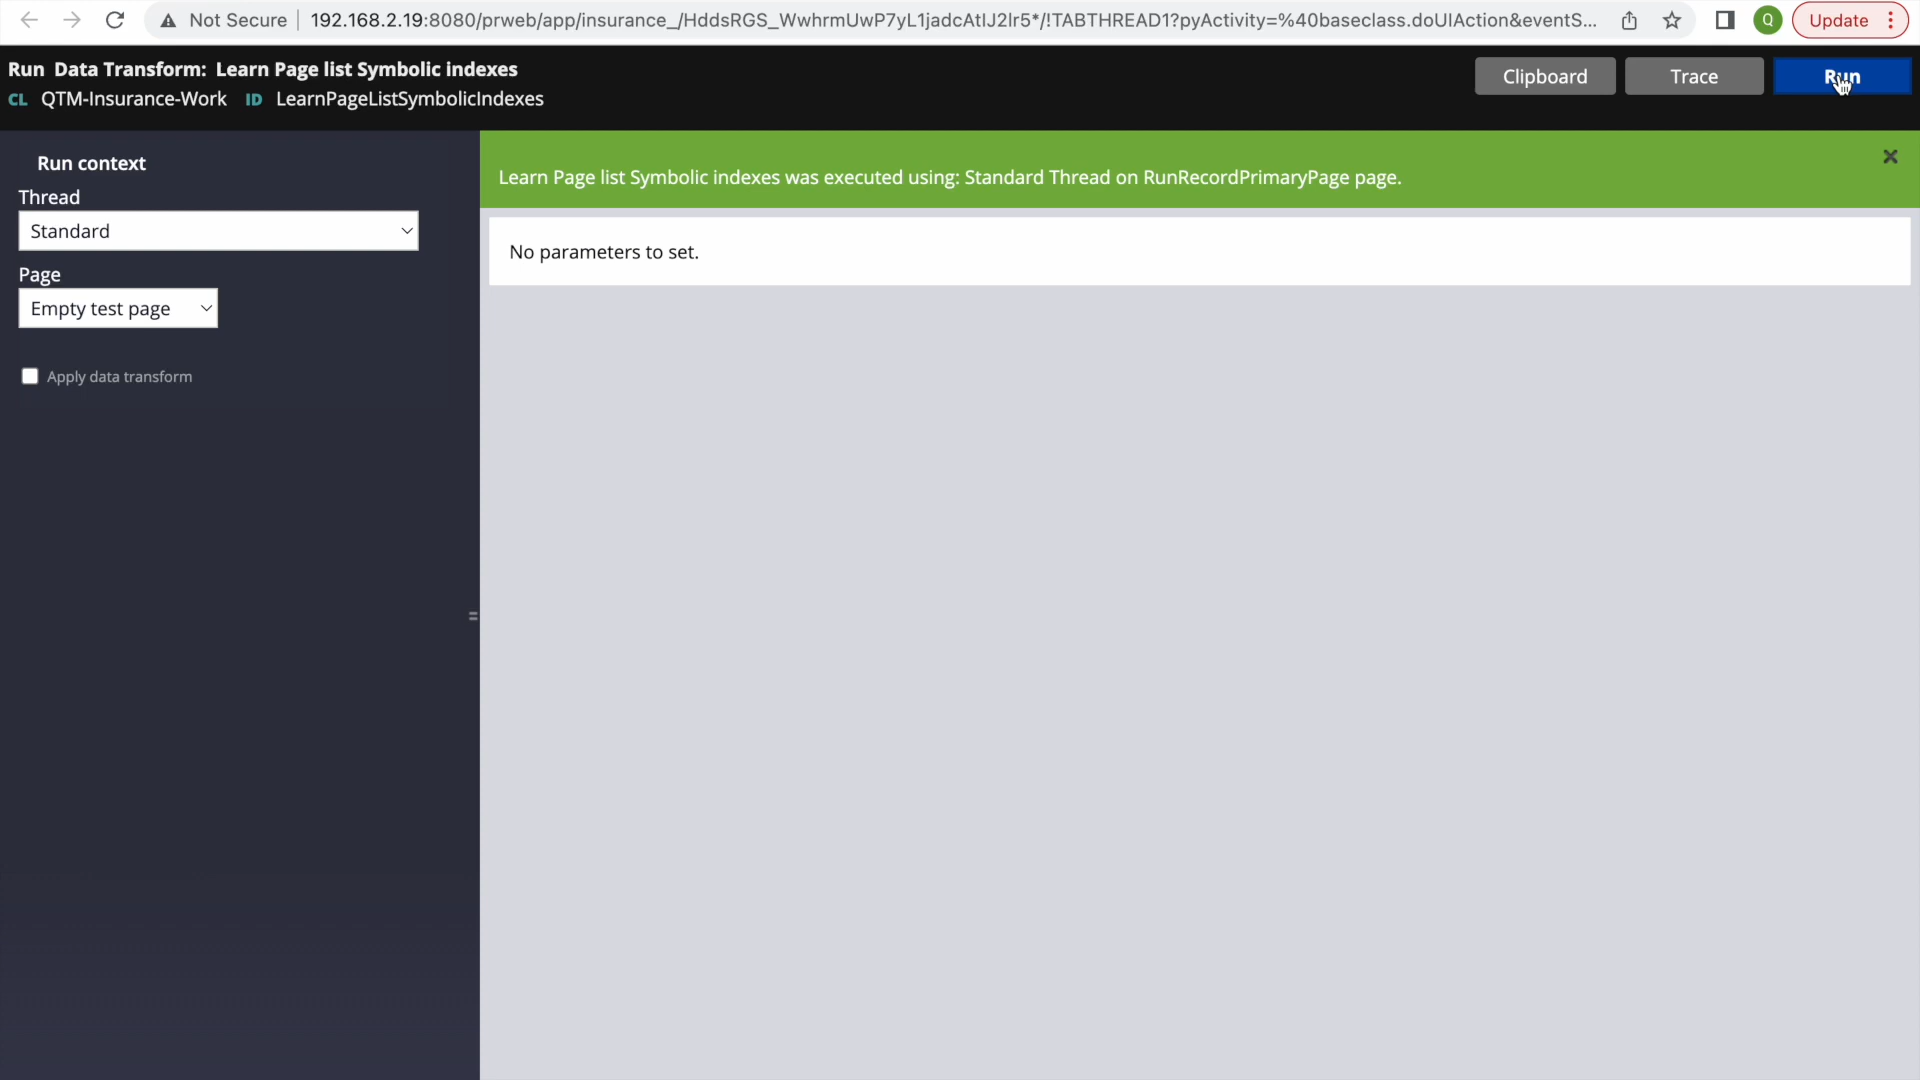 Not Secure
192.168.2.19:8080/prweb/app/insurance_/HddsRGS_WwhrmUwP7yL1jadcAtIJ2Ir5*/!TABTHREAD1?pyActivity=%40baseclass.doUIAction&eventS...
Q
Update
Run Data Transform: Learn Page list Symbolic indexes
CL QTM-Insurance-Work ID LearnPageListSymbolicIndexes
Clipboard
Trace
Run
Run context
Thread
Standard
Page
Empty test page
Apply data transform
Learn Page list Symbolic indexes was executed using: Standard Thread on RunRecordPrimaryPage page.
No parameters to set.